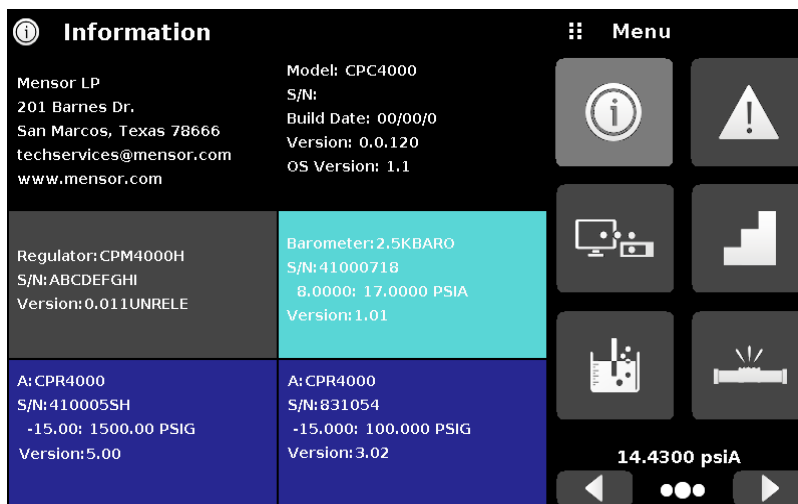 Information
Menu
Mensor LP
201 Barnes Dr.
San Marcos, Texas 78666
techservices@mensor.com
www.mensor.com
Model: CPC4000
S/N:
Build Date: 00/00/0
Version: 0.0.120
OS Version: 1.1
Regulator:CPM4000H
S/N:ABCDEFGHI
Version:0.011UNRELE
Barometer:2.5KBARO
S/N:41000718
8.0000: 17.0000 PSIA
Version:1.01
A:CPR4000
S/N:410005SH
-15.00: 1500.00 PSIG
Version:5.00
A:CPR4000
S/N:831054
-15.000: 100.000 PSIG
Version:3.02
14.4300 psiA